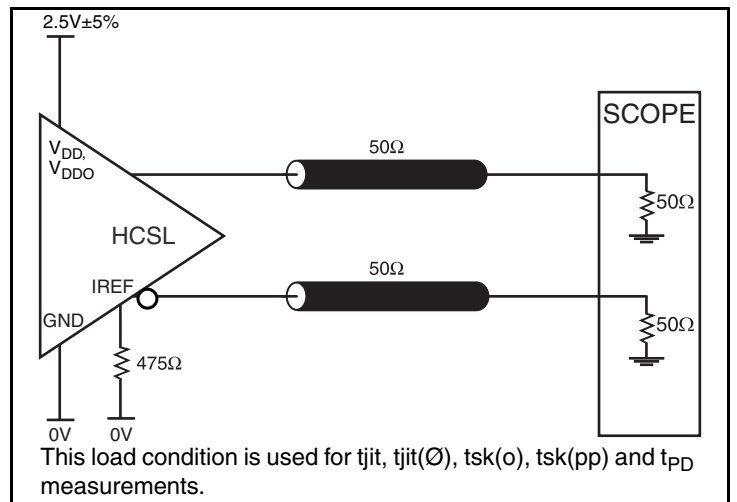 2.5V±5%
SCOPE
V_DD,
V_DDO
50Ω
50Ω
HCSL
IREF
50Ω
50Ω
GND
475Ω
0V
0V
This load condition is used for tjit, tjit(Ø), tsk(o), tsk(pp) and t_PD
measurements.